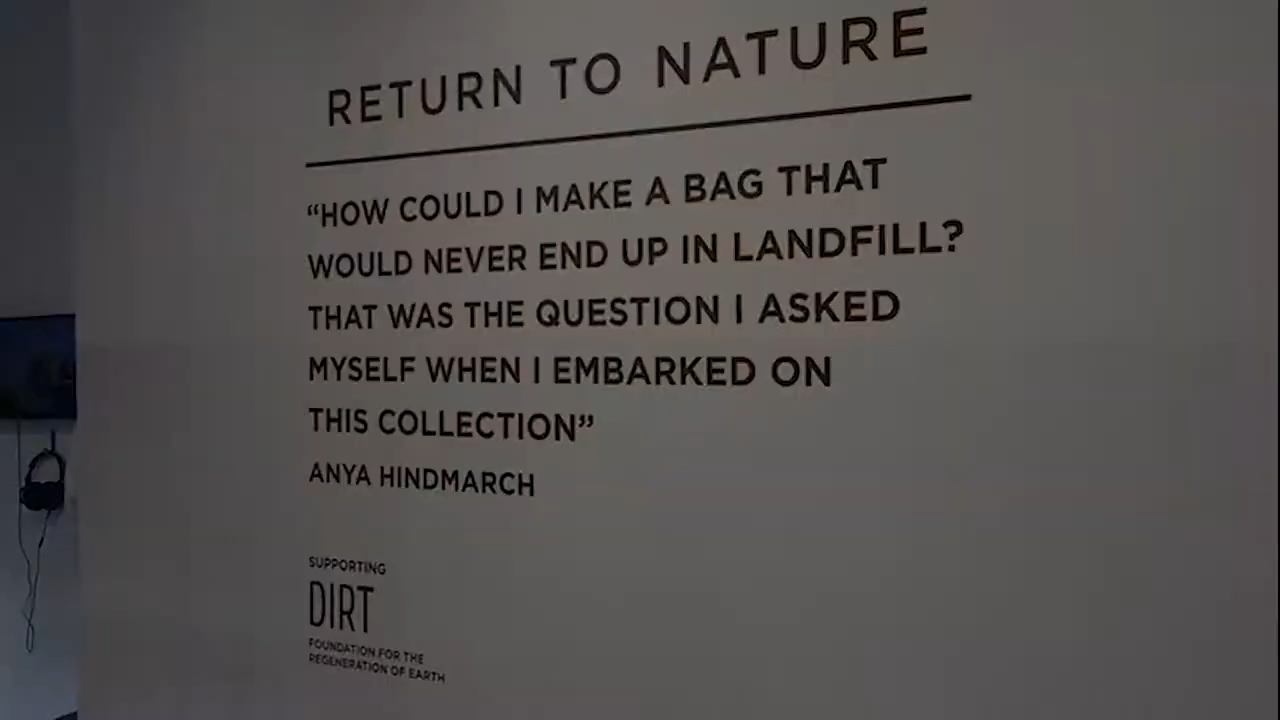 RETURN TO NATURE
“HOW COULD I MAKE A BAG THAT
WOULD NEVER END UP IN LANDFILL?
THAT WAS THE QUESTION I ASKED
MYSELF WHEN I EMBARKED ON
THIS COLLECTION”
ANYA HINDMARCH
SUPPORTING
DIRT
FOUNDATION FOR THE
REGENERATION OF EARTH